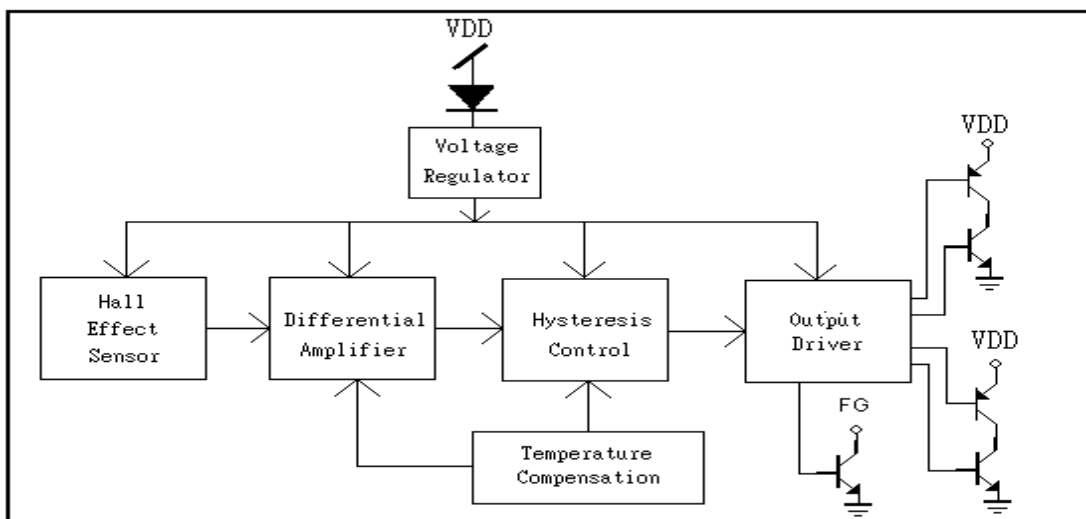 VDD
Voltage
Regulator
VDD
Hall
Effect
Sensor
Differential
Amplifier
Hysteresis
Control
Output
Driver
VDD
FG
Temperature
Compensation